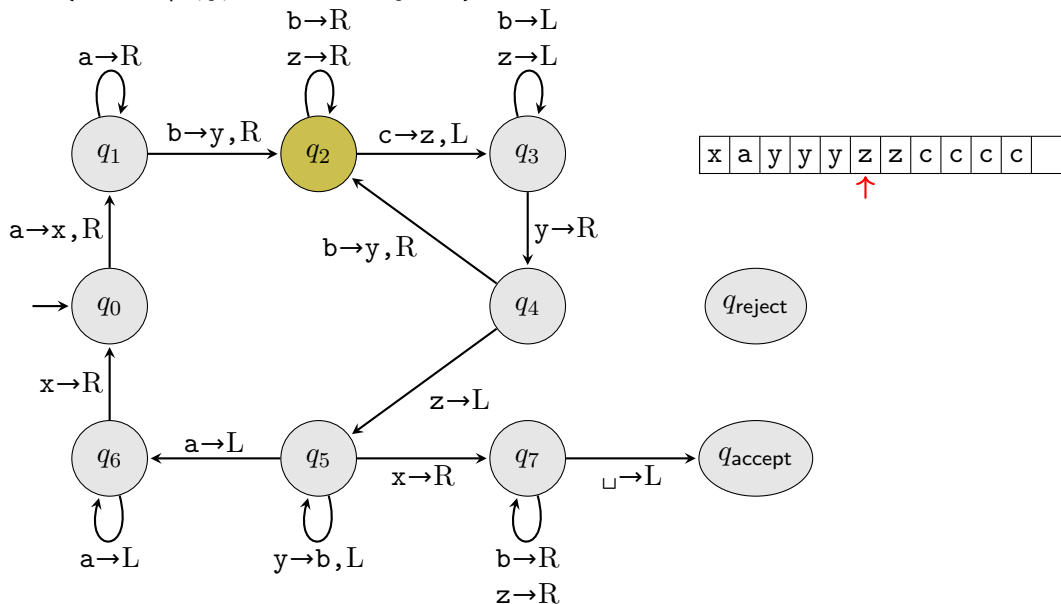 b→R
z→R
b→L
z→L
a→R
q1
b→y,R
q2
c→z,L
q3
x a y y y z z c c c c
a→x,R
b→y,R
y→R
q0
q4
qreject
x→R
z→L
q6
a→L
q5
x→R
q7
␣→L
qaccept
a→L
y→b,L
b→R
z→R